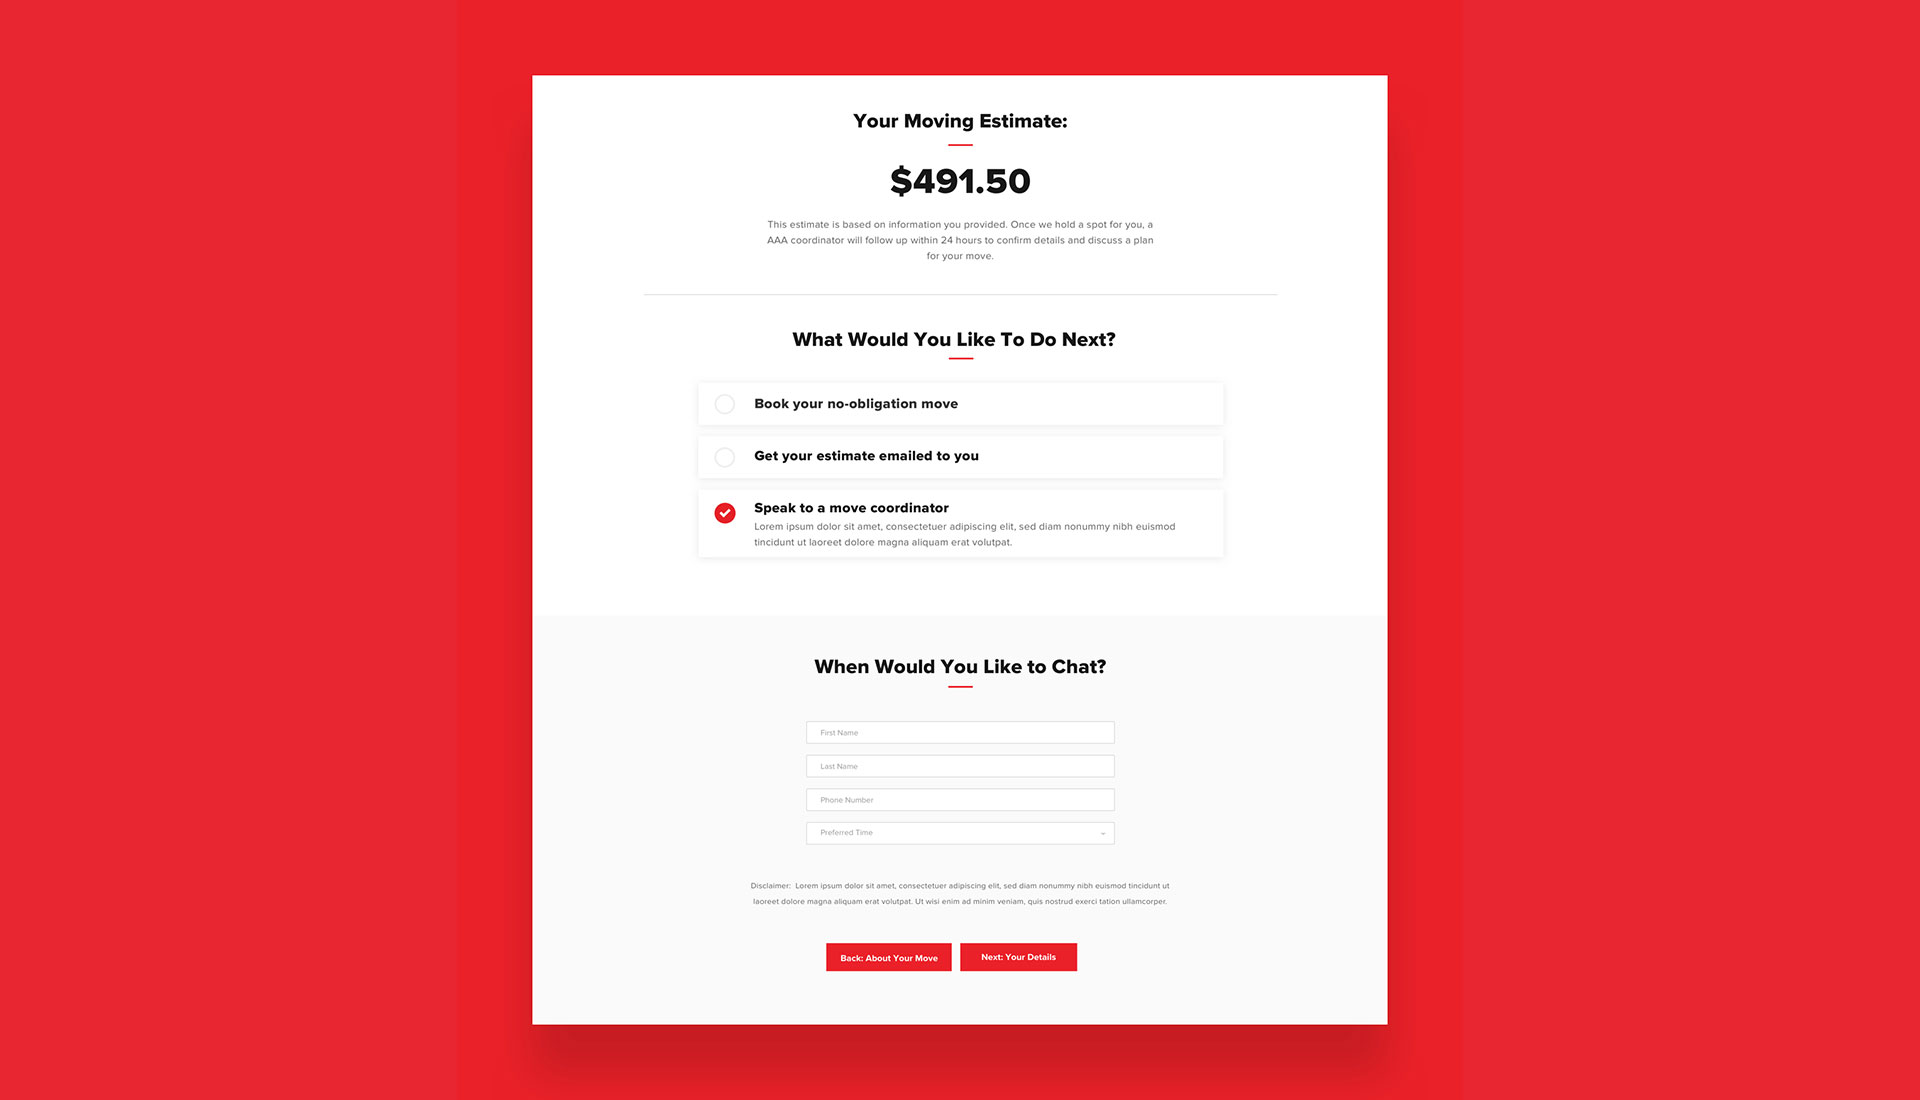 Your Moving Estimate:
$491.50
This estimate is based on information you provided. Once we hold a spot for you, a
AAA coordinator will follow up within 24 hours to confirm details and discuss a plan
for your move.
What Would You Like To Do Next?
Book your no-obligation move
Get your estimate emailed to you
Speak to a move coordinator
Lorem ipsum dolor sit amet, consectetuer adipiscing elit, sed diam nonummy nibh euismod
tincidunt ut laoreet dolore magna aliquam erat volutpat.
When Would You Like to Chat?
First Name
Last Name
Phone Number
Preferred Time
Disclaimer: Lorem ipsum dolor sit amet, consectetuer adipiscing elit, sed diam nonummy nibh euismod tincidunt ut
laoreet dolore magna aliquam erat volutpat. Ut wisi enim ad minim veniam, quis nostrud exerci tation ullamcorper.
Back: About Your Move
Next: Your Details